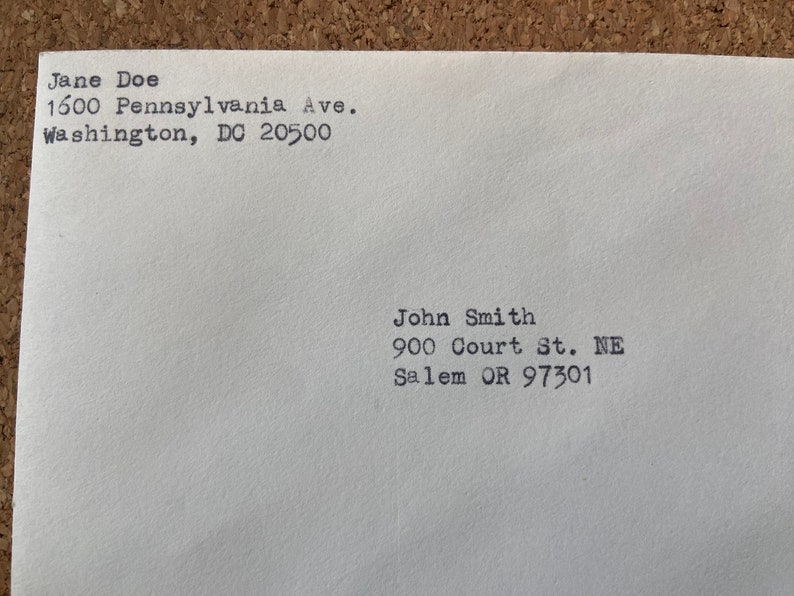 Jane Doe
1600 Pennsylvania Ave.
Washington, DC 20500
John Smith
900 Court St. NE
Salem OR 97301